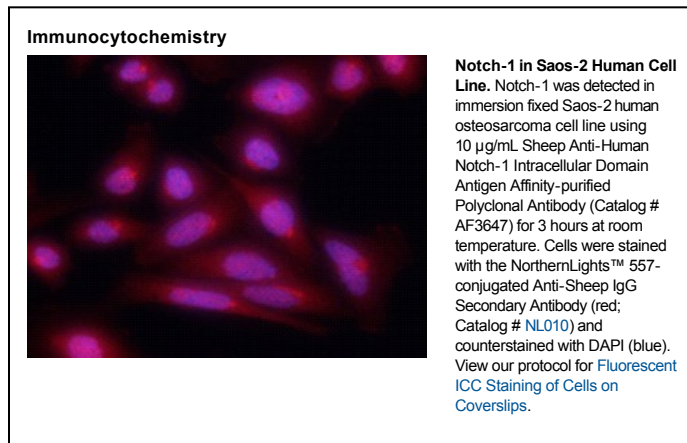 Immunocytochemistry
Notch-1 in Saos-2 Human Cell
Line. Notch-1 was detected in
immersion fixed Saos-2 human
osteosarcoma cell line using
10 µg/mL Sheep Anti-Human
Notch-1 Intracellular Domain
Antigen Affinity-purified
Polyclonal Antibody (Catalog #
AF3647) for 3 hours at room
temperature. Cells were stained
with the NorthernLights™ 557-
conjugated Anti-Sheep IgG
Secondary Antibody (red;
Catalog # NL010) and
counterstained with DAPI (blue).
View our protocol for Fluorescent
ICC Staining of Cells on
Coverslips.